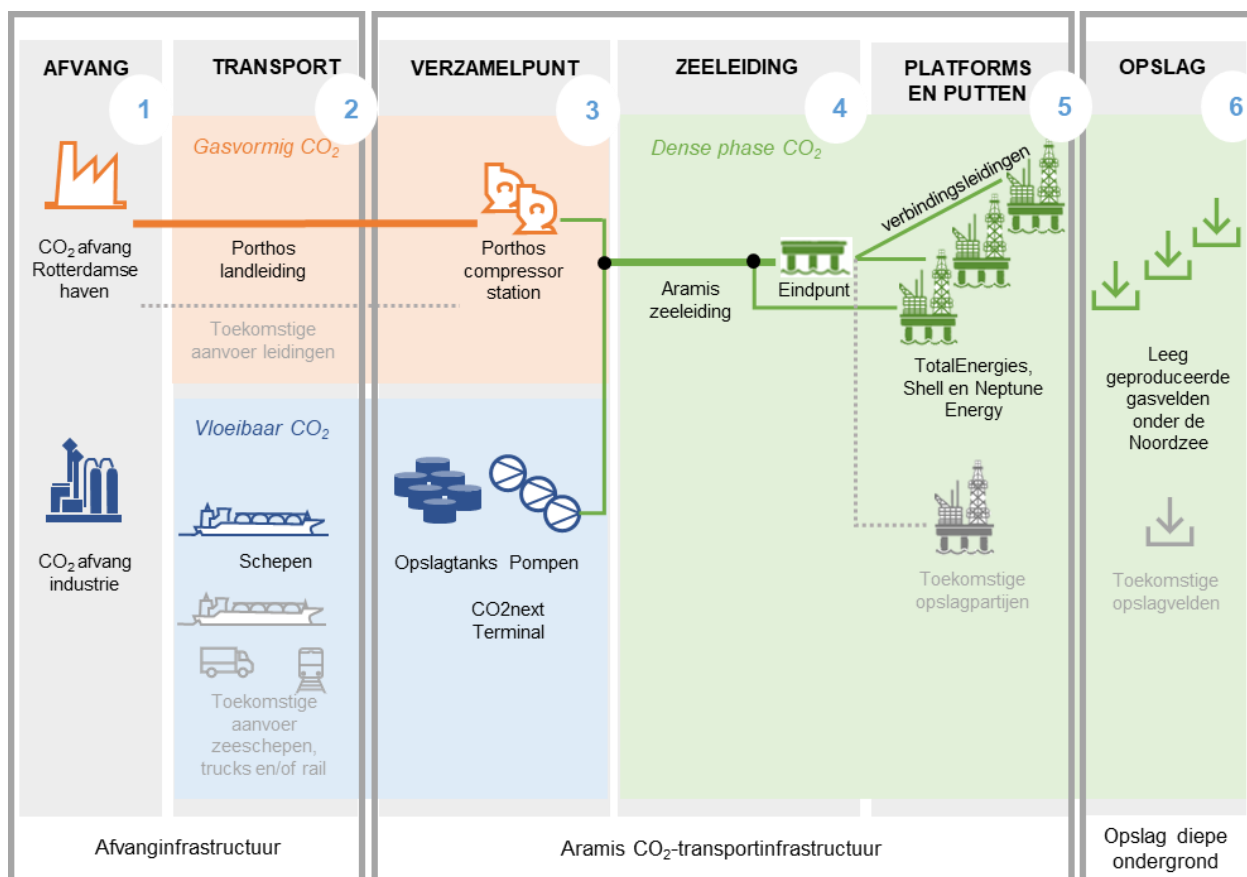 AFVANG
1
TRANSPORT
2
VERZAMELPUNT
3
ZEELEIDING
4
PLATFORMS
EN PUTTEN
5
OPSLAG
6
Gasvormig CO₂
Dense phase CO₂
verbindingsleidingen
CO₂ afvang
Rotterdamse
haven
Porthos
landleiding
Porthos
compressor
station
Aramis
zeeleiding
Eindpunt
Toekomstige
aanvoer leidingen
TotalEnergies,
Shell en Neptune
Energy
Leeg
geproduceerde
gasvelden
onder de
Noordzee
Vloeibaar CO₂
CO₂ afvang
industrie
Schepen
Opslagtanks
Pompen
CO2next
Terminal
Toekomstige
opslagpartijen
Toekomstige
opslagvelden
Toekomstige
aanvoer
zeeschepen,
trucks en/of rail
Afvanginfrastructuur
Aramis CO₂-transportinfrastructuur
Opslag diepe
ondergrond